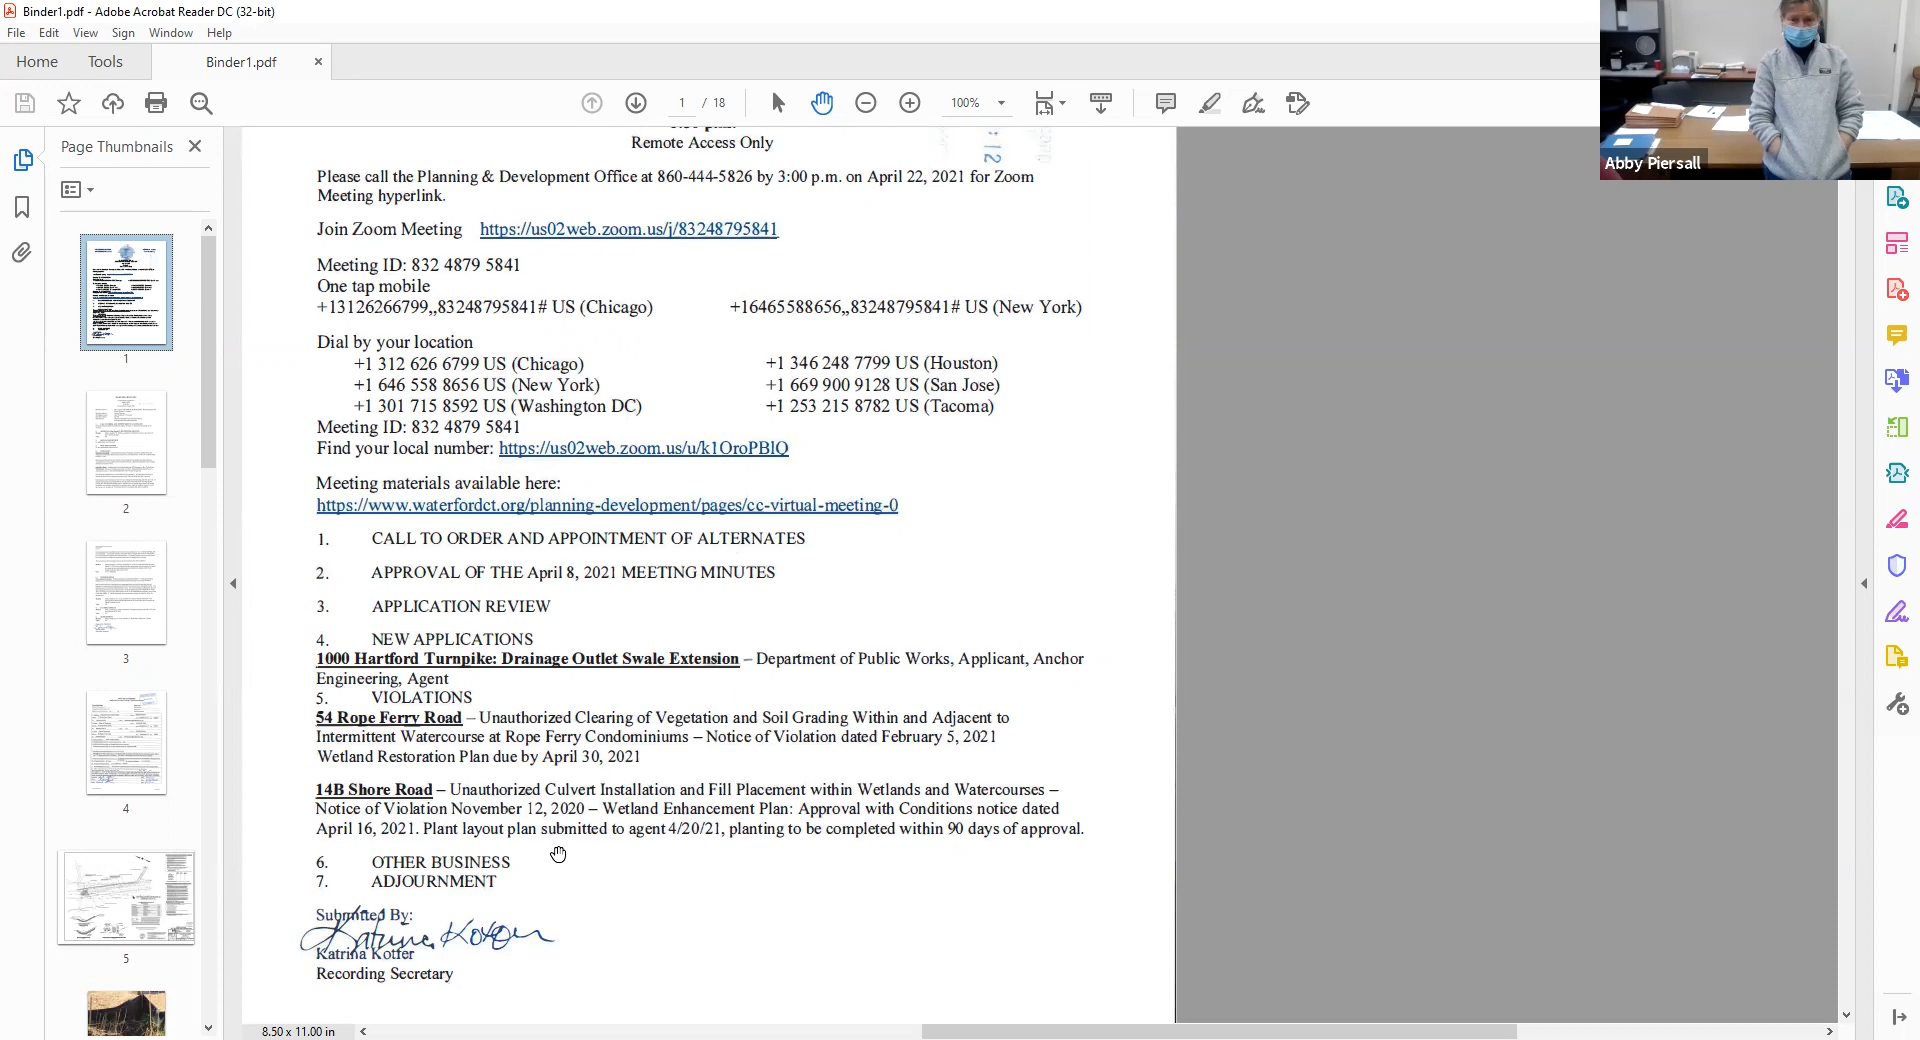 Binder1.pdf - Adobe Acrobat Reader DC (32-bit)
File Edit View Sign Window Help
Home Tools Binder1.pdf
1 / 18 100%
Page Thumbnails
Remote Access Only
Please call the Planning & Development Office at 860-444-5826 by 3:00 p.m. on April 22, 2021 for Zoom
Meeting hyperlink.
Join Zoom Meeting https://us02web.zoom.us/j/83248795841
Meeting ID: 832 4879 5841
One tap mobile
+13126266799,,83248795841# US (Chicago) +16465588656,,83248795841# US (New York)
Dial by your location
+1 312 626 6799 US (Chicago) +1 346 248 7799 US (Houston)
+1 646 558 8656 US (New York) +1 669 900 9128 US (San Jose)
+1 301 715 8592 US (Washington DC) +1 253 215 8782 US (Tacoma)
Meeting ID: 832 4879 5841
Find your local number: https://us02web.zoom.us/u/k1OroPBlQ
Meeting materials available here:
https://www.waterfordct.org/planning-development/pages/cc-virtual-meeting-0
1. CALL TO ORDER AND APPOINTMENT OF ALTERNATES
2. APPROVAL OF THE April 8, 2021 MEETING MINUTES
3. APPLICATION REVIEW
4. NEW APPLICATIONS
1000 Hartford Turnpike: Drainage Outlet Swale Extension – Department of Public Works, Applicant, Anchor
Engineering, Agent
5. VIOLATIONS
54 Rope Ferry Road – Unauthorized Clearing of Vegetation and Soil Grading Within and Adjacent to
Intermittent Watercourse at Rope Ferry Condominiums – Notice of Violation dated February 5, 2021
Wetland Restoration Plan due by April 30, 2021
14B Shore Road – Unauthorized Culvert Installation and Fill Placement within Wetlands and Watercourses –
Notice of Violation November 12, 2020 – Wetland Enhancement Plan: Approval with Conditions notice dated
April 16, 2021. Plant layout plan submitted to agent 4/20/21, planting to be completed within 90 days of approval.
6. OTHER BUSINESS
7. ADJOURNMENT
Submitted By:
Katrina Kotfer
Katrina Kotfer
Recording Secretary
1
2
3
4
5
8.50 x 11.00 in
Abby Piersall